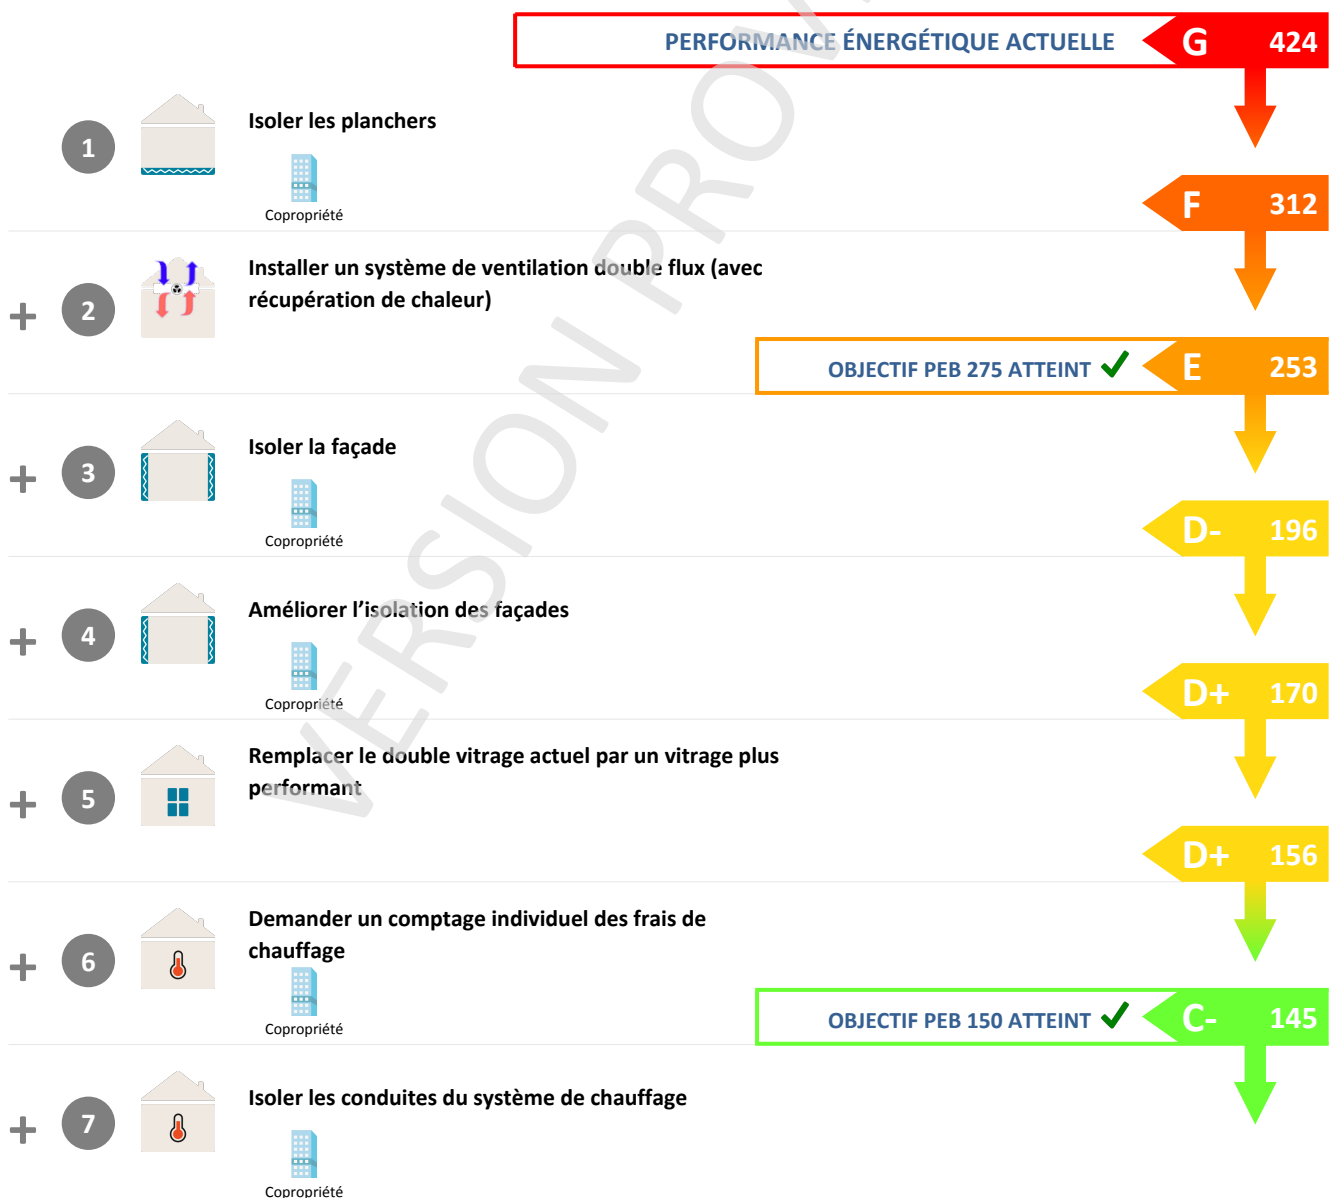 PERFORMANCE ÉNERGÉTIQUE ACTUELLE G 424
1 Isoler les planchers
Copropriété
F 312
+ 2 Installer un système de ventilation double flux (avec
récupération de chaleur)
OBJECTIF PEB 275 ATTEINT E 253
+ 3 Isoler la façade
Copropriété
D- 196
+ 4 Améliorer l’isolation des façades
Copropriété
D+ 170
+ 5 Remplacer le double vitrage actuel par un vitrage plus
performant
D+ 156
+ 6 Demander un comptage individuel des frais de
chauffage
Copropriété
OBJECTIF PEB 150 ATTEINT C- 145
+ 7 Isoler les conduites du système de chauffage
Copropriété
VERSION